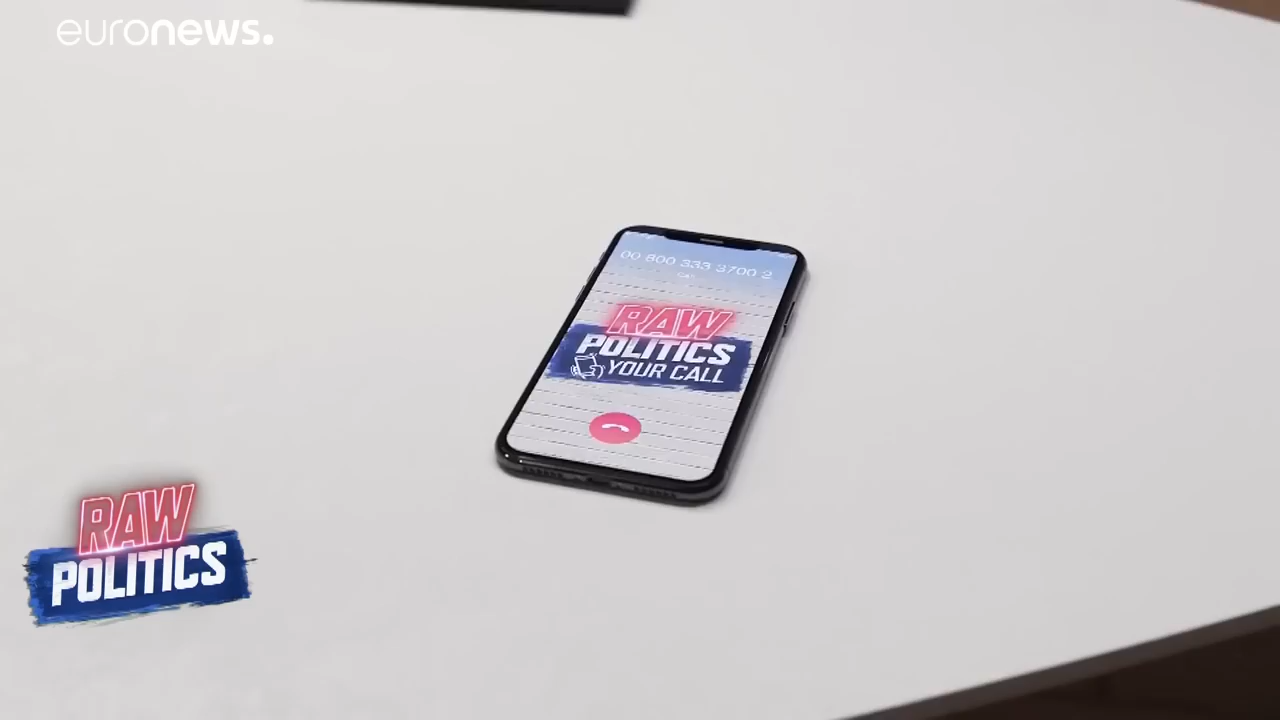 euronews.
00 800 333 3700 2
RAW
POLITICS
YOUR CALL
RAW
POLITICS